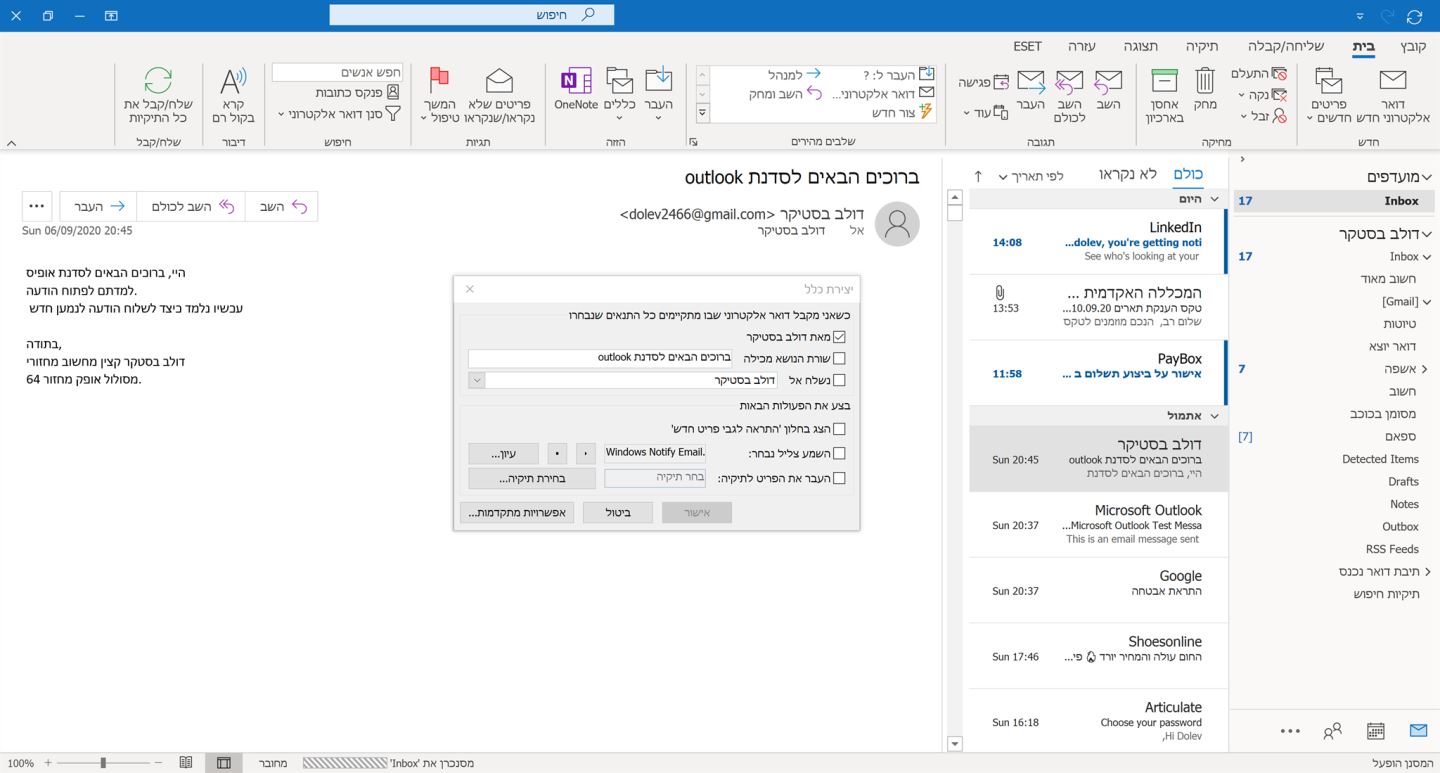 חיפוש
קובץ
בית
שליחה/קבלה
תיקיה
תצוגה
עזרה
ESET
דואר
אלקטרוני חדש
פריטים
חדשים
חדש
התעלם
נקה
זבל
מחק
אחסן
בארכיון
מחיקה
השב
השב
לכולם
העבר
פגישה
עוד
תגובה
העבר ל: ?
דואר אלקטרוני...
צור חדש
למנהל
השב ומחק
שלבים מהירים
העבר
כללים
OneNote
הזזה
פריטים שלא
נקראו/שנקראו
המשך
טיפול
תגיות
חפש אנשים
פנקס כתובות
סנן דואר אלקטרוני
חיפוש
קרא
בקול רם
דיבור
שלח/קבל את
כל התיקיות
שלח/קבל
מועדפים
Inbox 17
דולב בסטקר
Inbox 17
חשוב מאוד
[Gmail]
טיוטות
דואר יוצא
אשפה 7
חשוב
מסומן בכוכב
ספאם [7]
Detected Items
Drafts
Notes
Outbox
RSS Feeds
תיבת דואר נכנס
תיקיות חיפוש
כולם
לא נקראו
לפי תאריך
היום
LinkedIn
dolev, you're getting noti... 14:08
See who's looking at your
המכללה האקדמית ...
טקס הענקת תארים 10.09.20... 13:53
שלום רב, הנכם מוזמנים לטקס
PayBox
אישור על ביצוע תשלום ב ... 11:58
אתמול
דולב בסטיקר
ברוכים הבאים לסדנת outlook Sun 20:45
היי, ברוכים הבאים לסדנת
Microsoft Outlook
Microsoft Outlook Test Messa... Sun 20:37
This is an email message sent
Google
התראת אבטחה Sun 20:37
Shoesonline
החום עולה והמחיר יורד 🔥 פי... Sun 17:46
Articulate
Choose your password Sun 16:18
Hi Dolev,
ברוכים הבאים לסדנת outlook
דולב בסטיקר <dolev2466@gmail.com>
אל דולב בסטיקר
השב
השב לכולם
העבר
Sun 06/09/2020 20:45
היי, ברוכים הבאים לסדנת אופיס
למדתם לפתוח הודעה.
עבשיו נלמד כיצד לשלוח הודעה לנמען חדש
בתודה,
דולב בסטקר קצין מחשוב מחזורי
מסולול אופק מחזור 64.
יצירת כלל
כשאני מקבל דואר אלקטרוני שבו מתקיימים כל התנאים שנבחרו
מאת דולב בסטיקר
שורת הנושא מכילה ברוכים הבאים לסדנת outlook
נשלח אל דולב בסטיקר
בצע את הפעולות הבאות
הצג בחלון 'התראה לגבי פריט חדש'
השמע צליל נבחר: Windows Notify Email. עיון...
העבר את הפריט לתיקיה: בחר תיקיה בחירת תיקיה...
אישור
ביטול
אפשרויות מתקדמות...
המסנן הופעל
מסנכרן את 'Inbox'
מחובר
100%